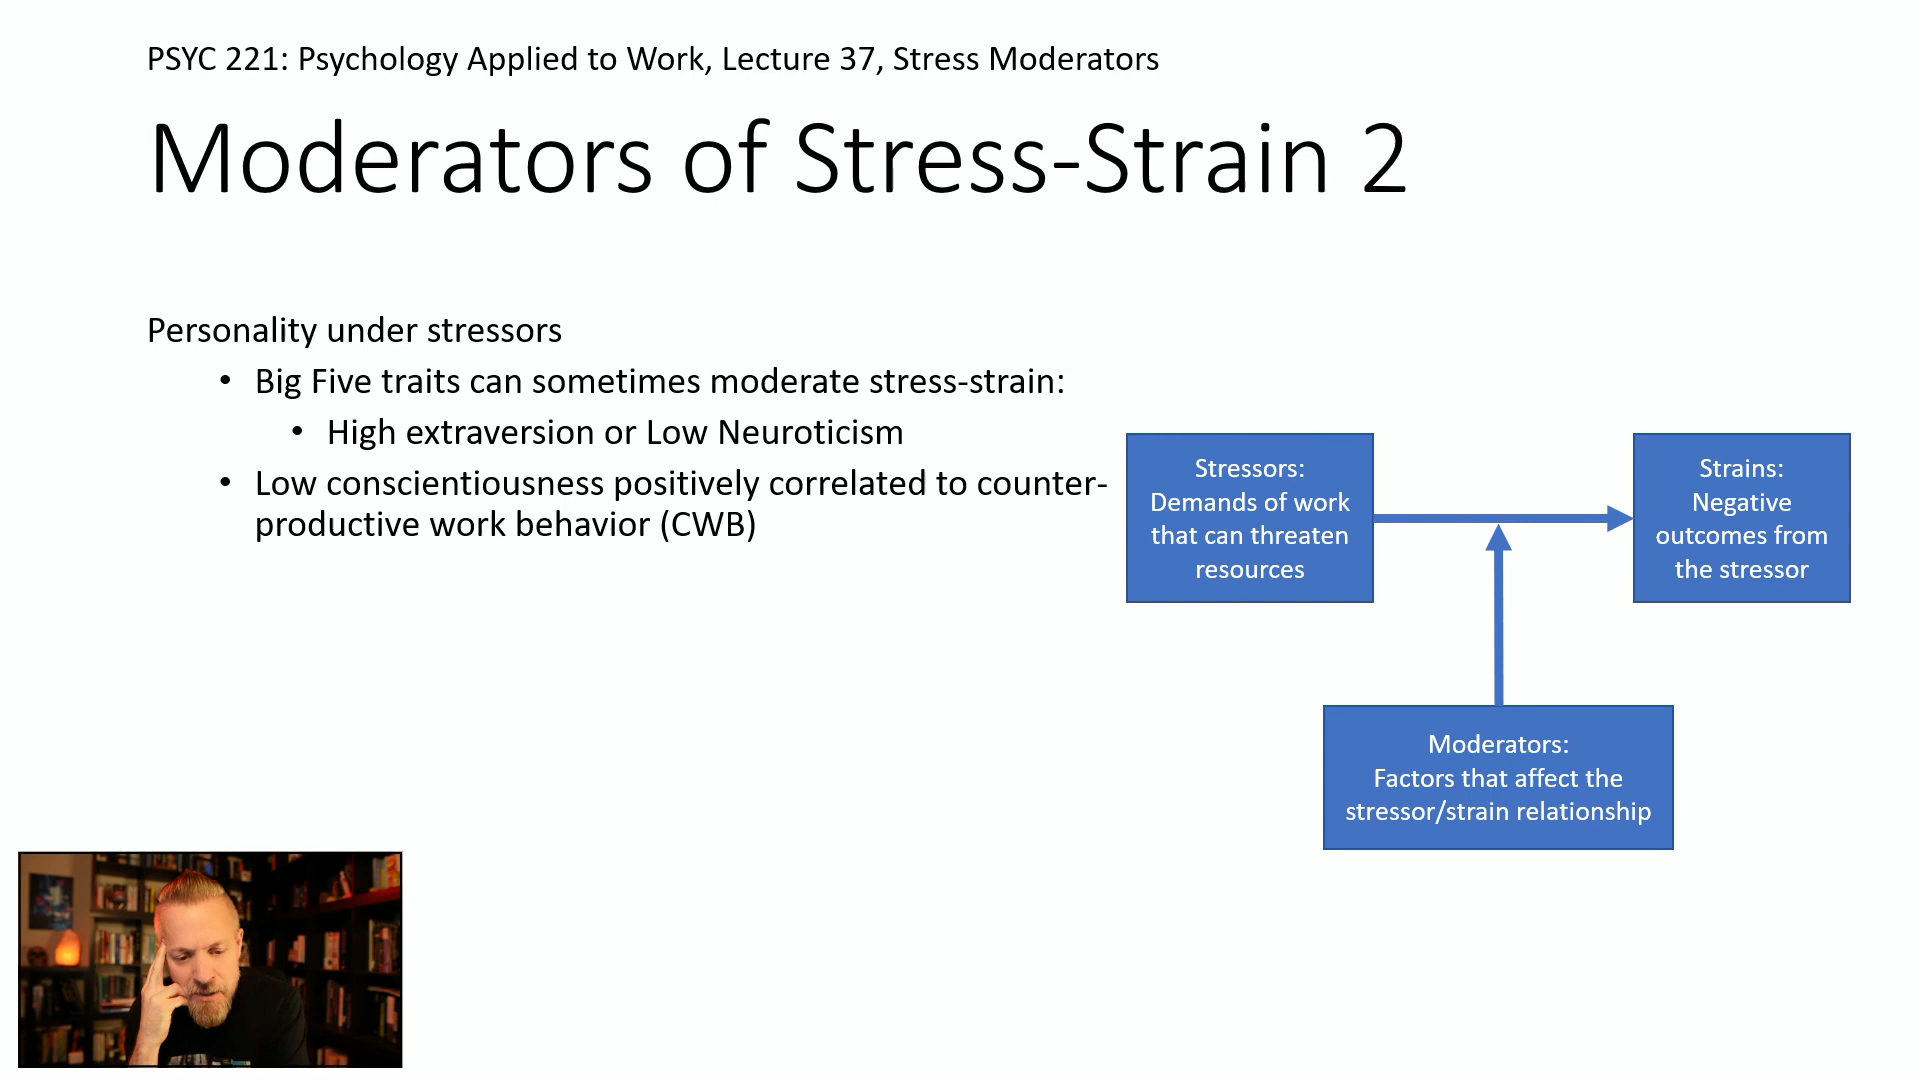 PSYC 221: Psychology Applied to Work, Lecture 37, Stress Moderators
Moderators of Stress-Strain 2
Personality under stressors
• Big Five traits can sometimes moderate stress-strain:
• High extraversion or Low Neuroticism
• Low conscientiousness positively correlated to counter-
productive work behavior (CWB)
Stressors:
Demands of work
that can threaten
resources
Strains:
Negative
outcomes from
the stressor
Moderators:
Factors that affect the
stressor/strain relationship